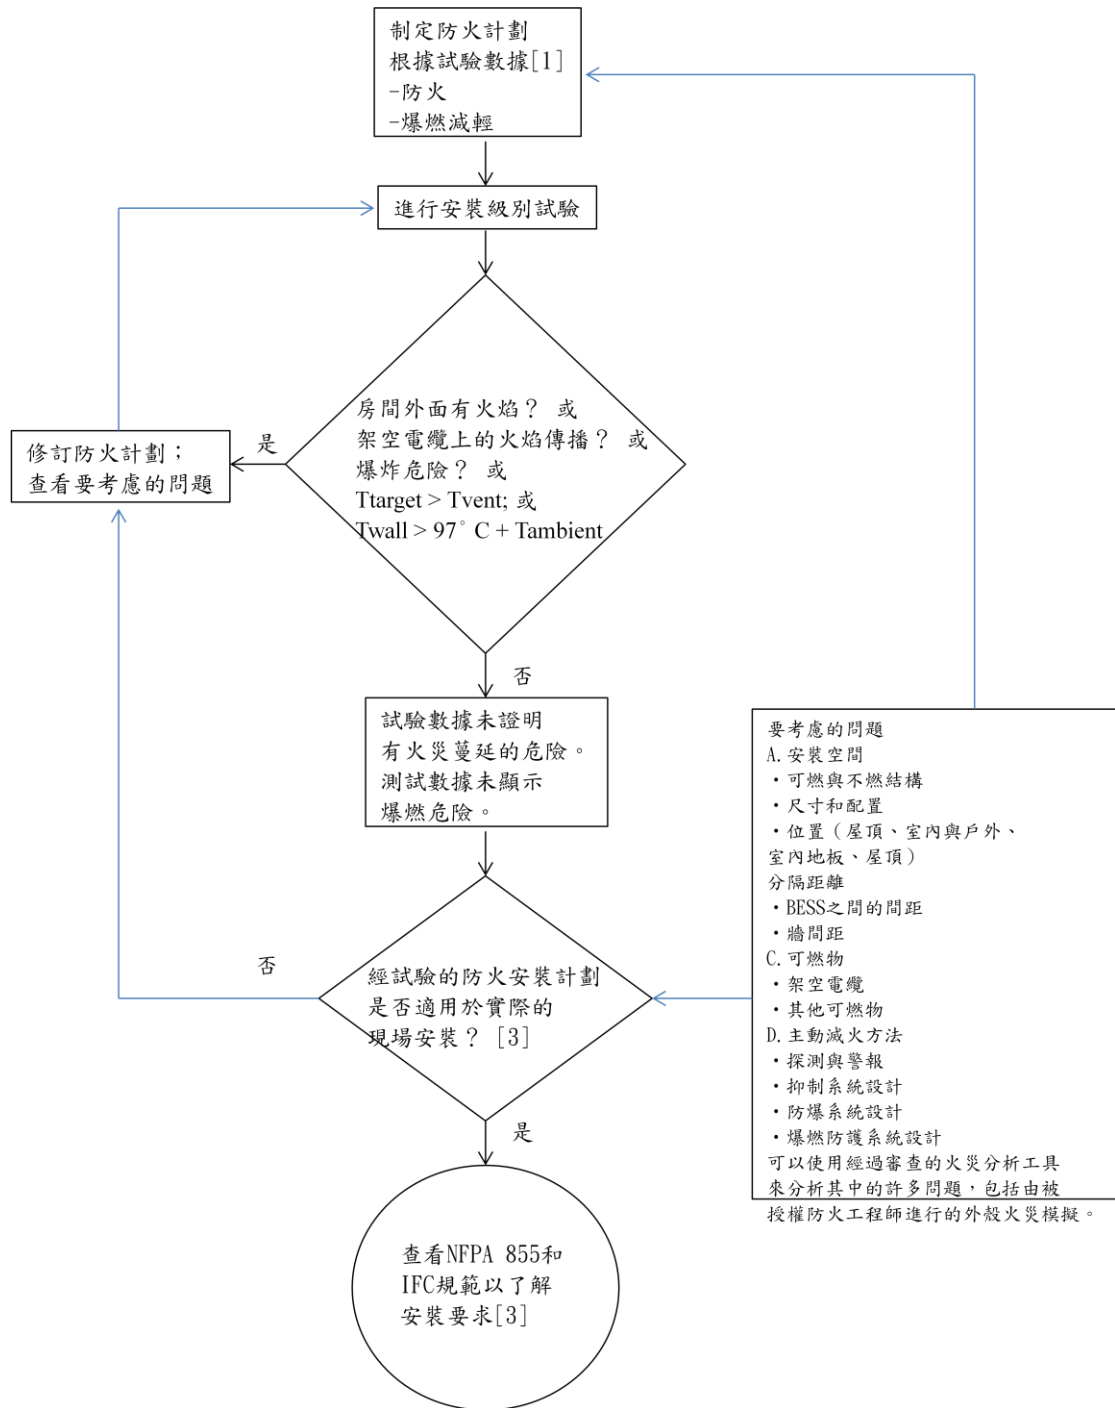 制定防火計劃
根據試驗數據[1]
-防火
-爆燃減輕
進行安裝級別試驗
房間外面有火焰？ 或
架空電纜上的火焰傳播？ 或
爆炸危險？ 或
Ttarget > Tvent; 或
Twall > 97° C + Tambient
是
修訂防火計劃；
查看要考慮的問題
否
試驗數據未證明
有火災蔓延的危險。
測試數據未顯示
爆燃危險。
經試驗的防火安裝計劃
是否適用於實際的
現場安裝？ [3]
否
是
查看NFPA 855和
IFC規範以了解
安裝要求[3]
要考慮的問題
A.安裝空間
・可燃與不燃結構
・尺寸和配置
・位置（屋頂、室內與戶外、
室內地板、屋頂）
分隔距離
・BESS之間的間距
・牆間距
C.可燃物
・架空電纜
・其他可燃物
D.主動滅火方法
・探測與警報
・抑制系統設計
・防爆系統設計
・爆燃防護系統設計
可以使用經過審查的火災分析工具
來分析其中的許多問題，包括由被
授權防火工程師進行的外殼火災模擬。